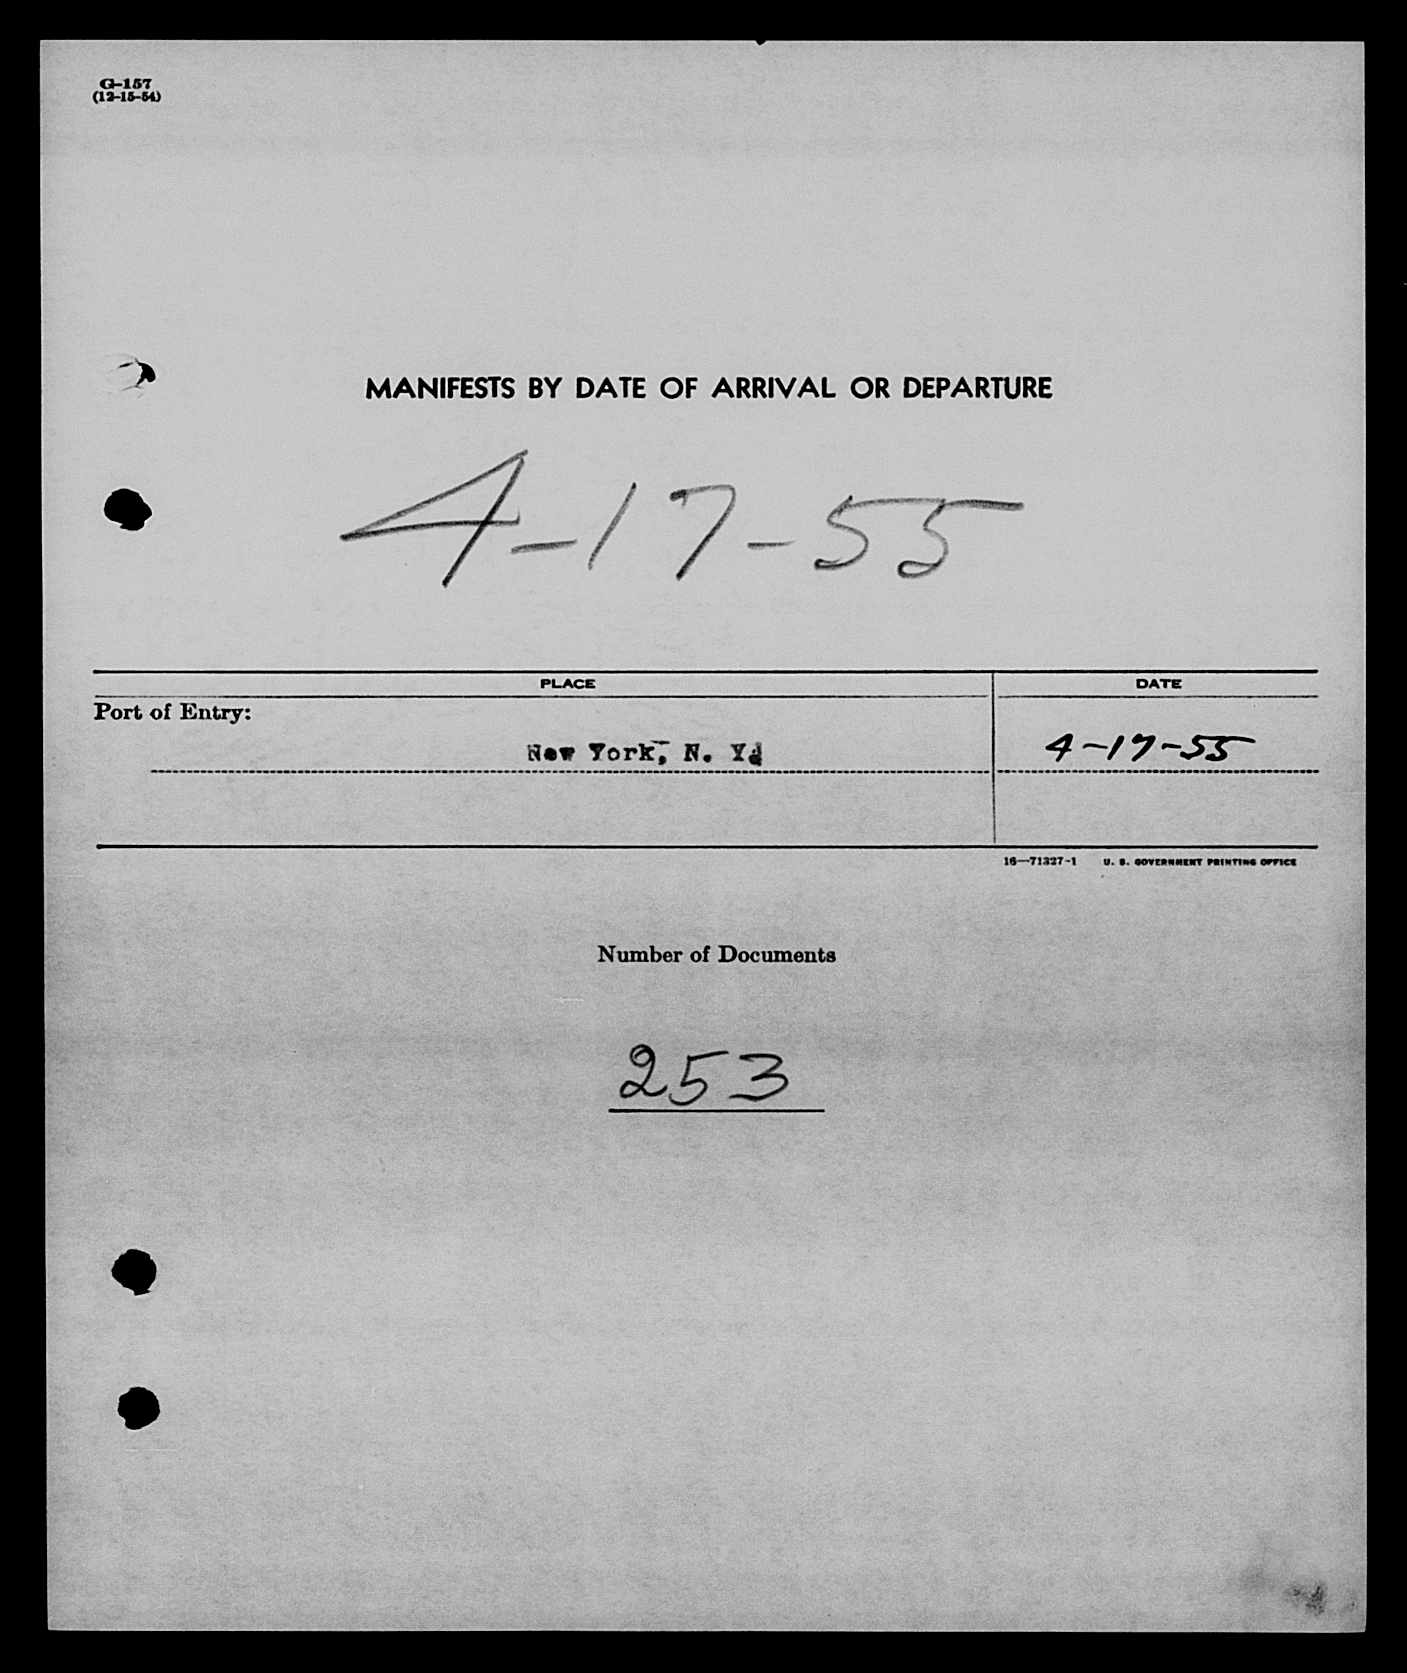 G-157
(12-15-54)
MANIFESTS BY DATE OF ARRIVAL OR DEPARTURE
4-17-55
PLACE DATE
Port of Entry:
New York, N. Y. 4-17-55
16—71327-1 U. S. GOVERNMENT PRINTING OFFICE
Number of Documents
253